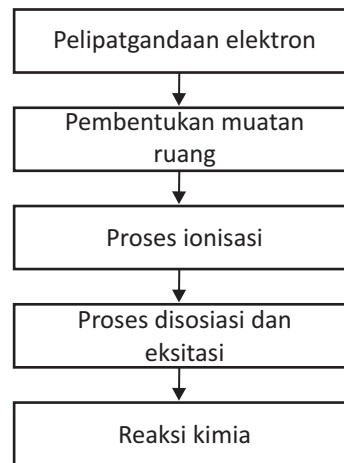 Pelipatgandaan elektron
Pembentukan muatan
ruang
Proses ionisasi
Proses disosiasi dan
eksitasi
Reaksi kimia